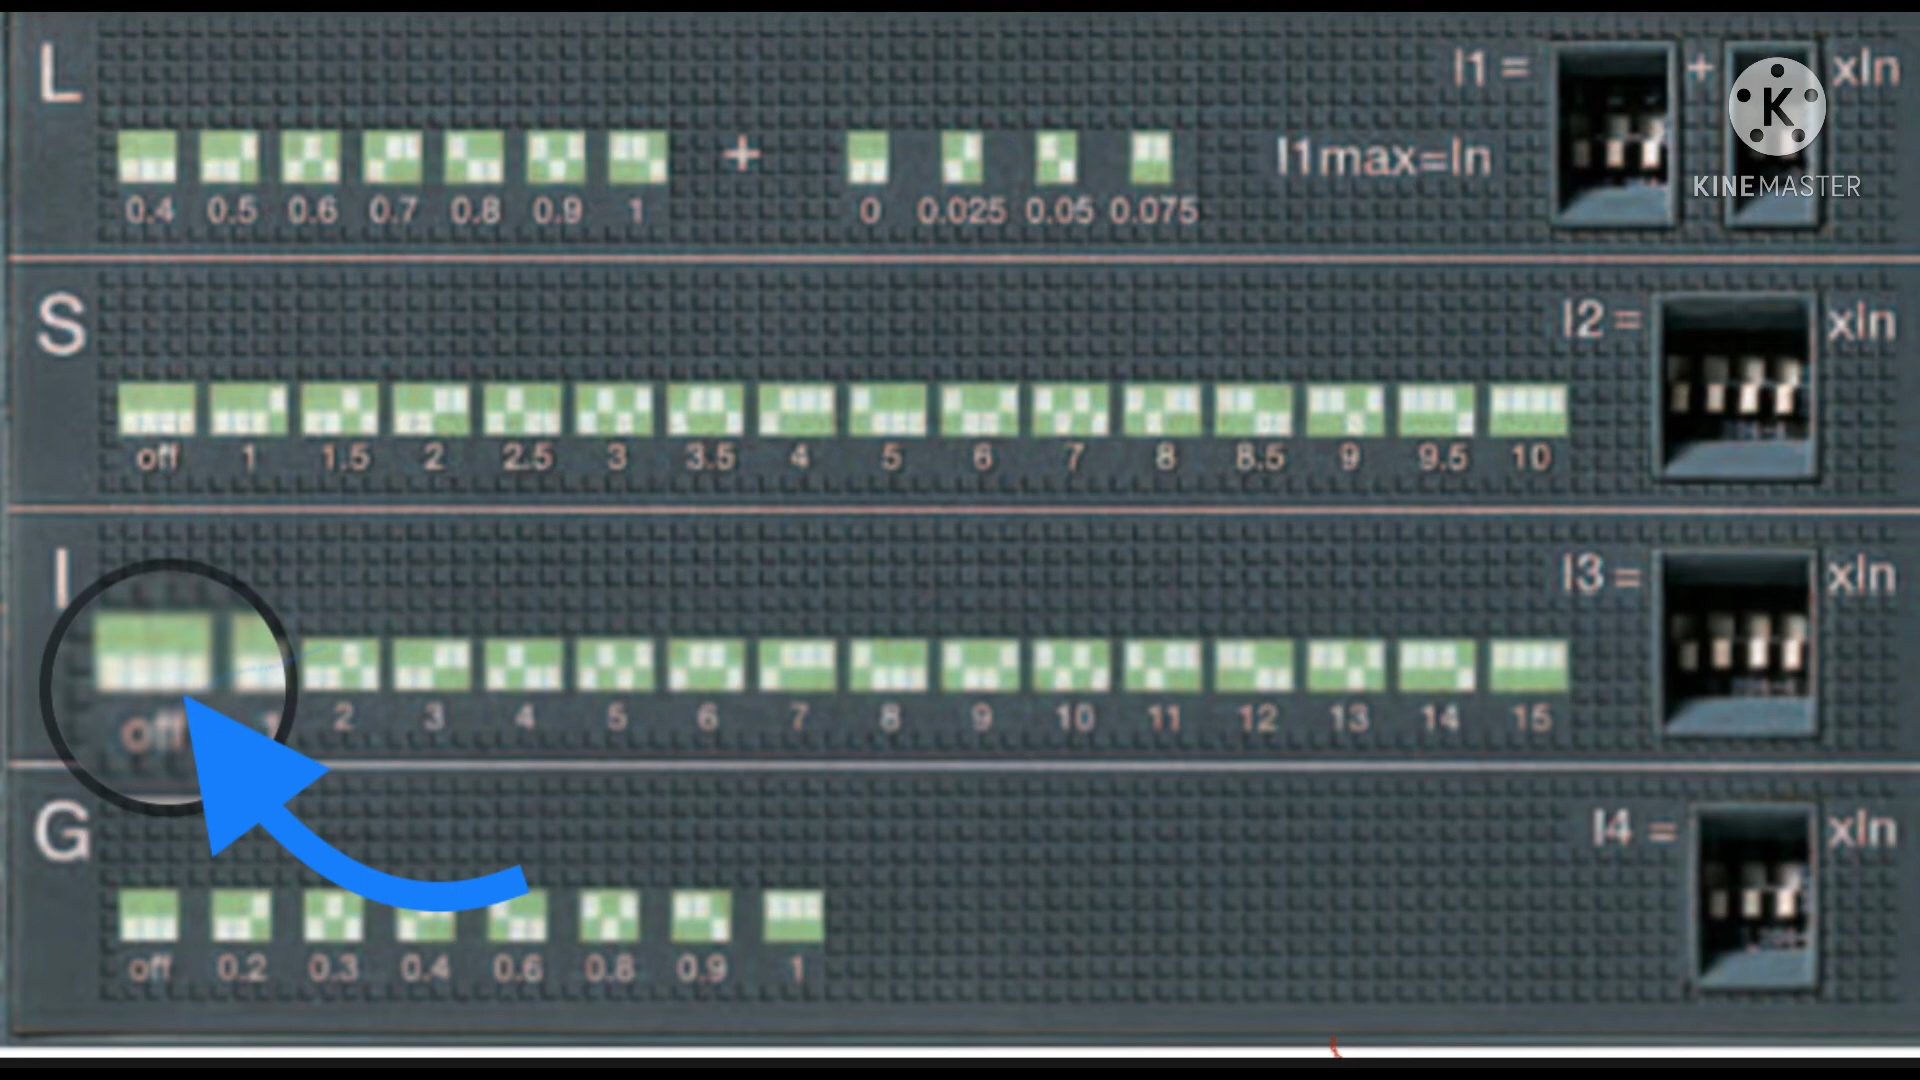 L
I1 = + xIn
0.4 0.5 0.6 0.7 0.8 0.9 1 + 0 0.025 0.05 0.075 I1max=In
K
KINEMASTER
S
I2 = xIn
off 1 1.5 2 2.5 3 3.5 4 5 6 7 8 8.5 9 9.5 10
I
I3 = xIn
off 1 2 3 4 5 6 7 8 9 10 11 12 13 14 15
G
I4 = xIn
off 0.2 0.3 0.4 0.6 0.8 0.9 1